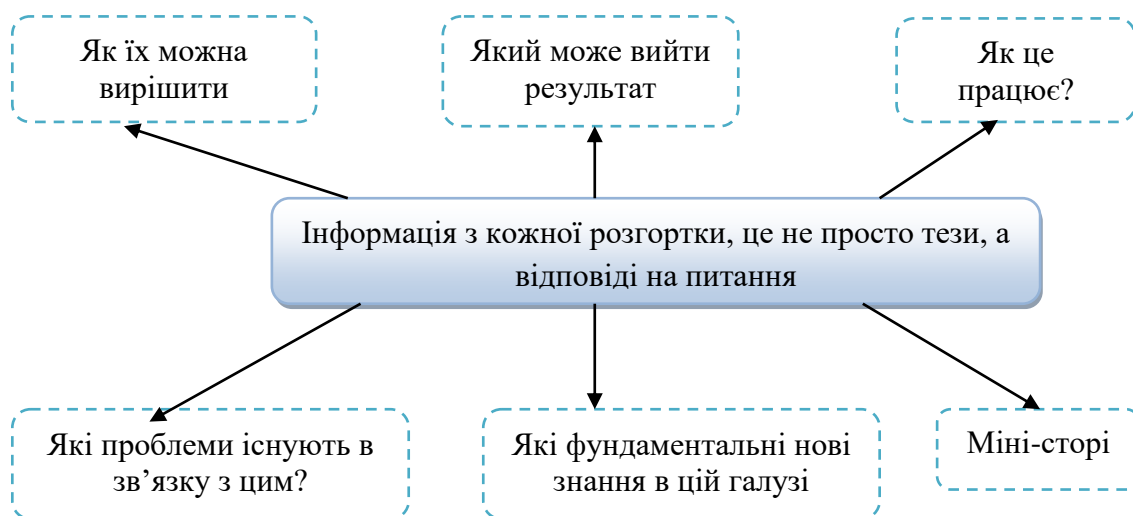 Як їх можна
вирішити
Який може вийти
результат
Як це
працює?
Інформація з кожної розгортки, це не просто тези, а
відповіді на питання
Які проблеми існують в
зв’язку з цим?
Які фундаментальні нові
знання в цій галузі
Міні-сторі